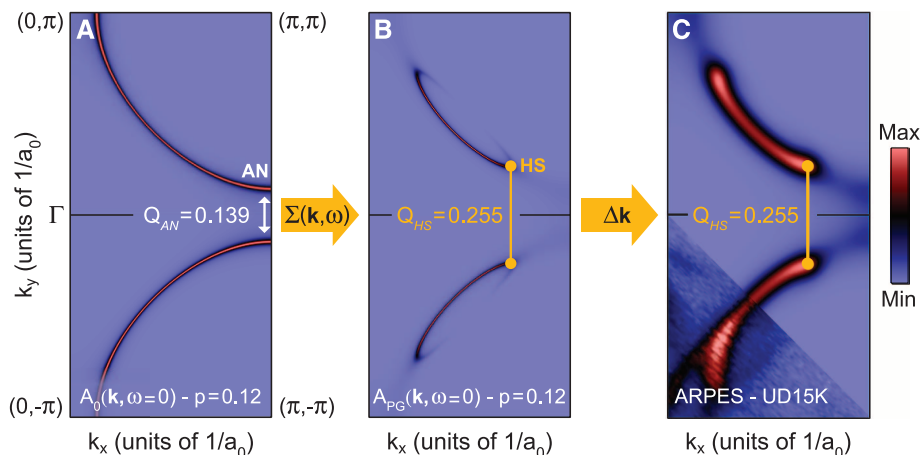 (0,π)
A
(π,π)
B
C
AN
HS
Max
k_y (units of 1/a_0)
Γ
Q_AN=0.139
Σ(k,ω)
Q_HS=0.255
Δk
Q_HS=0.255
Min
(0,-π)
A_0(k,ω=0) - p=0.12
(π,-π)
A_PG(k,ω=0) - p=0.12
ARPES - UD15K
k_x (units of 1/a_0)
k_x (units of 1/a_0)
k_x (units of 1/a_0)